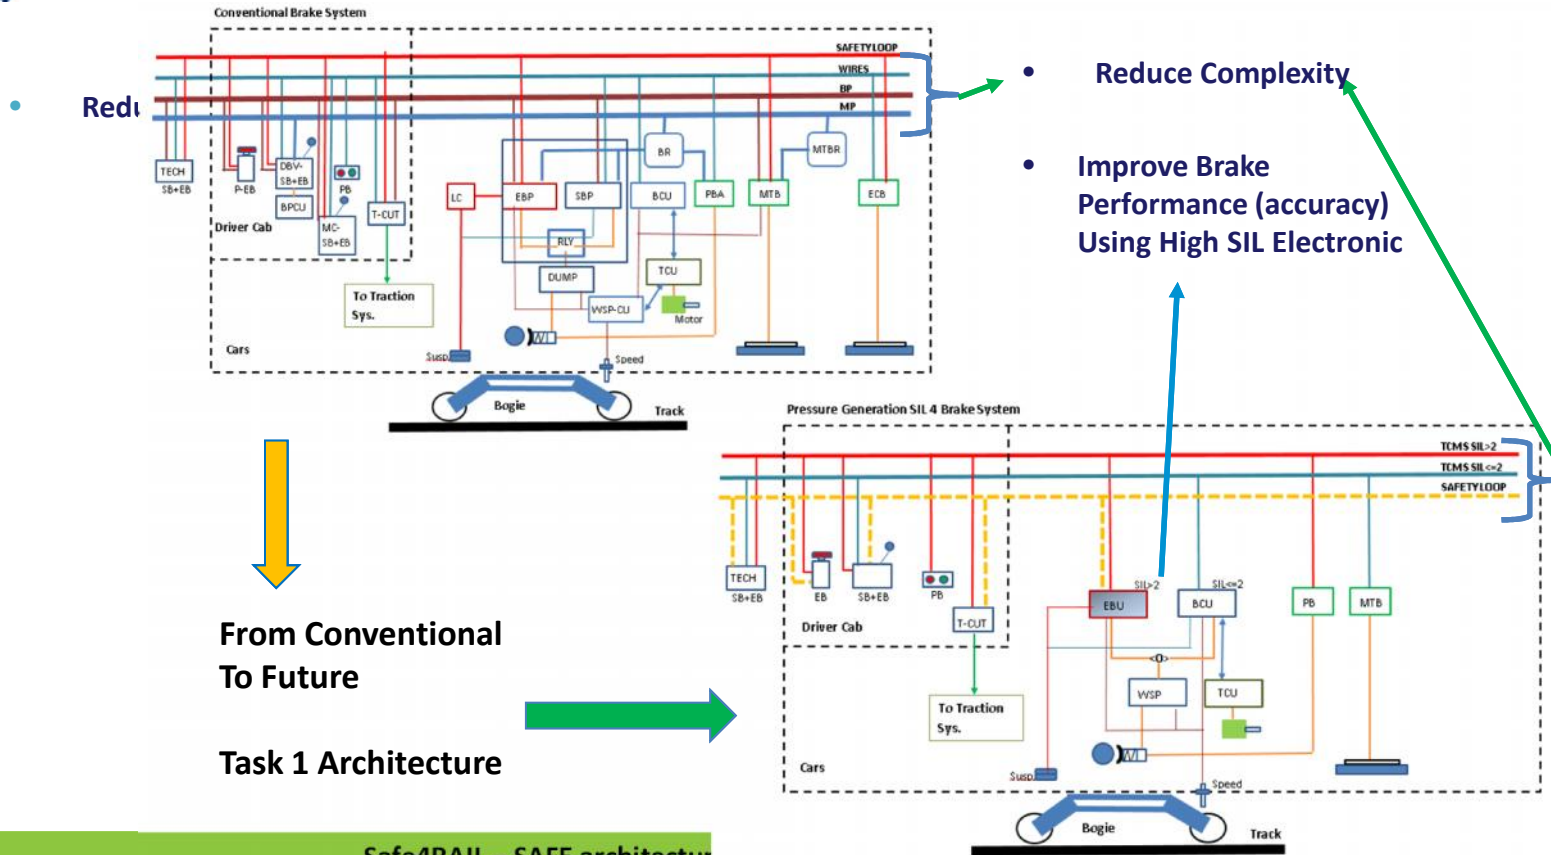 Conventional Brake System
SAFETYLOOP
WIRES
BP
MP
• Reduce Complexity
• Redu
BR
MTBR
TECH
SB+EB
P-EB
DBV-
SB+EB
PB
BPCU
MC-
SB+EB
T-CUT
LC
EBP
SBP
BCU
PBA
MTB
ECB
Driver Cab
RLY
DUMP
TCU
WSP-CU
Motor
To Traction
Sys.
Cars
Susp.
Speed
Bogie
Track
• Improve Brake
Performance (accuracy)
Using High SIL Electronic
Pressure Generation SIL 4 Brake System
TCMS SIL>2
TCMS SIL<=2
SAFETYLOOP
TECH
SB+EB
EB
SB+EB
PB
T-CUT
SIL>2
EBU
SIL<=2
BCU
PB
MTB
Driver Cab
<O>
WSP
TCU
To Traction
Sys.
Cars
Susp.
Speed
Bogie
Track
From Conventional
To Future
Task 1 Architecture